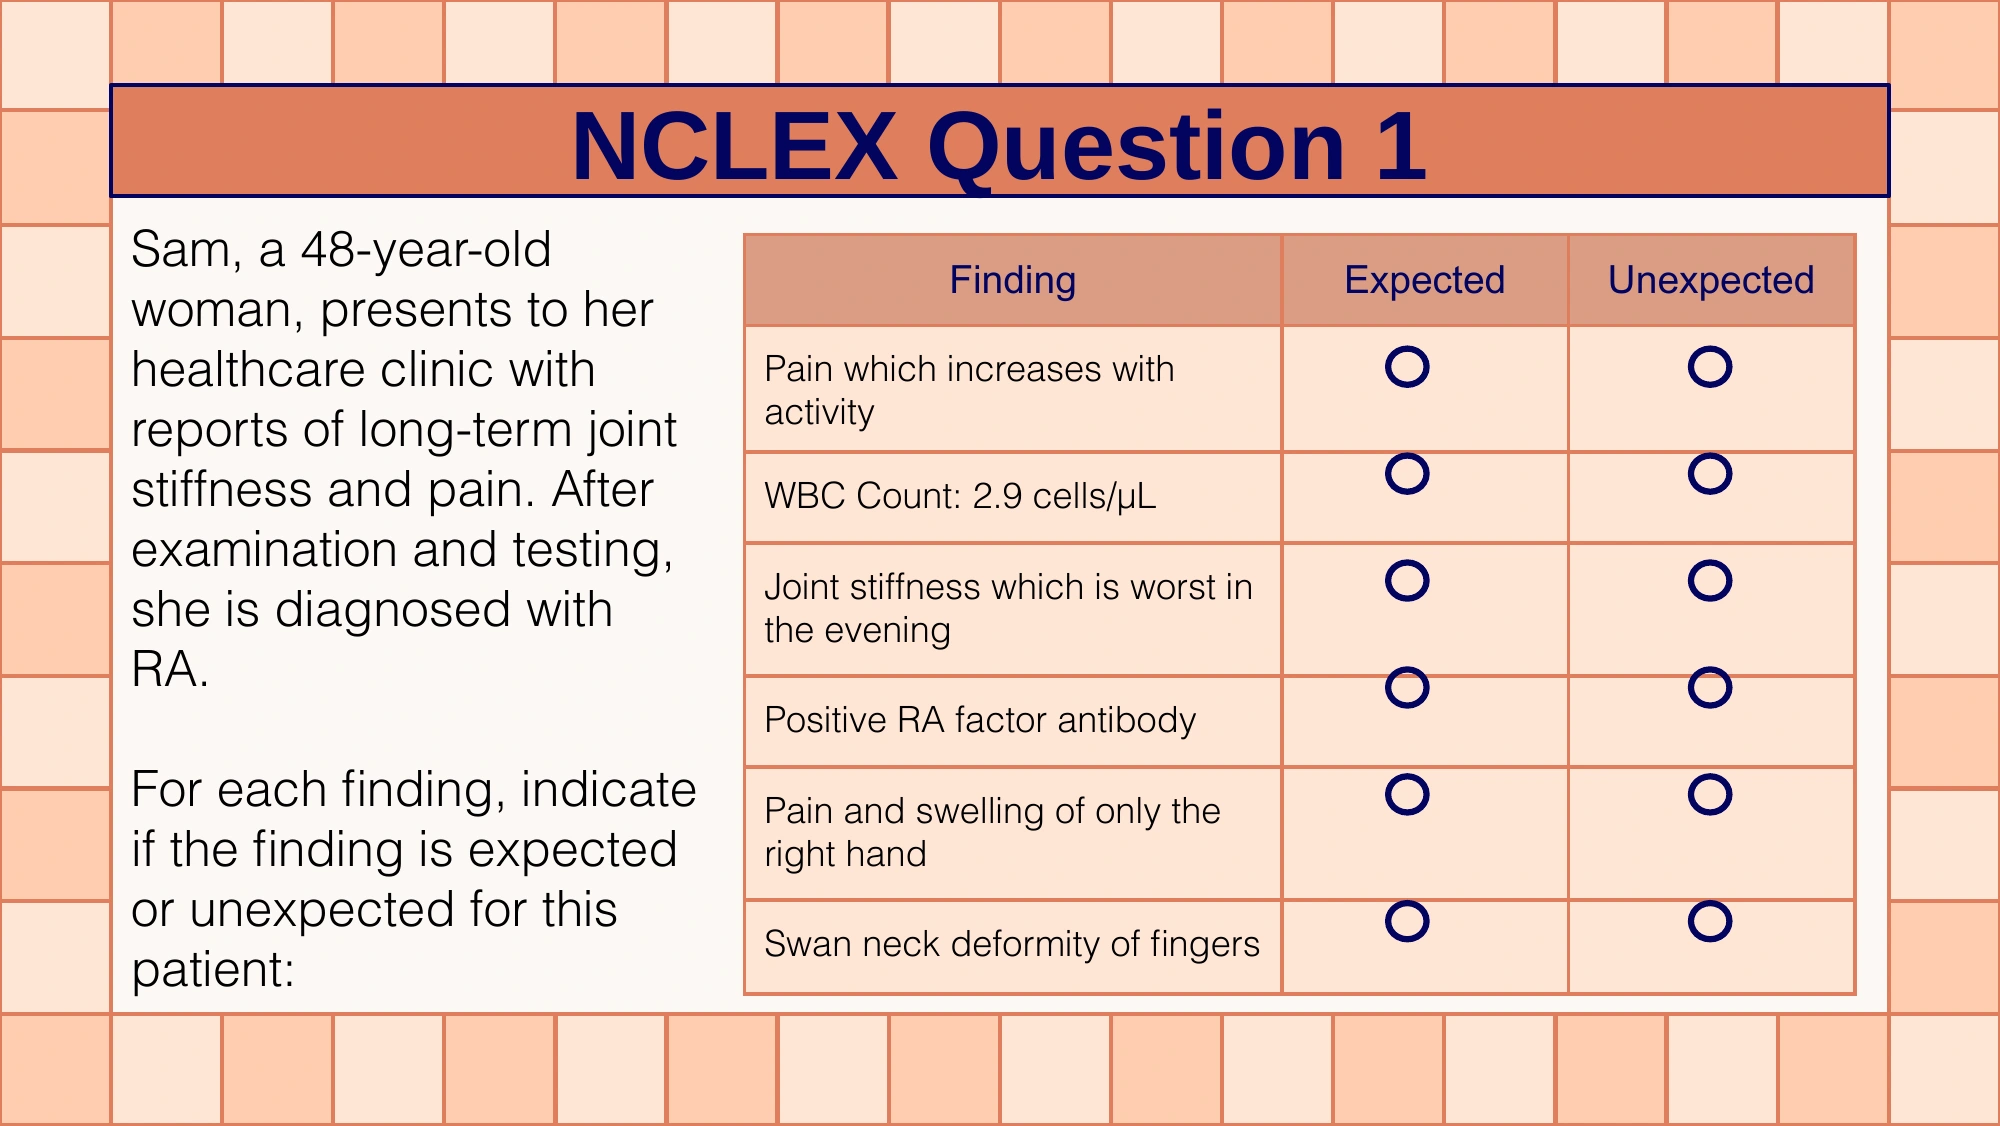 NCLEX Question 1
Sam, a 48-year-old
woman, presents to her
healthcare clinic with
reports of long-term joint
stiffness and pain. After
examination and testing,
she is diagnosed with
RA.
For each finding, indicate
if the finding is expected
or unexpected for this
patient:
Finding Expected Unexpected
Pain which increases with
activity
WBC Count: 2.9 cells/μL
Joint stiffness which is worst in
the evening
Positive RA factor antibody
Pain and swelling of only the
right hand
Swan neck deformity of fingers